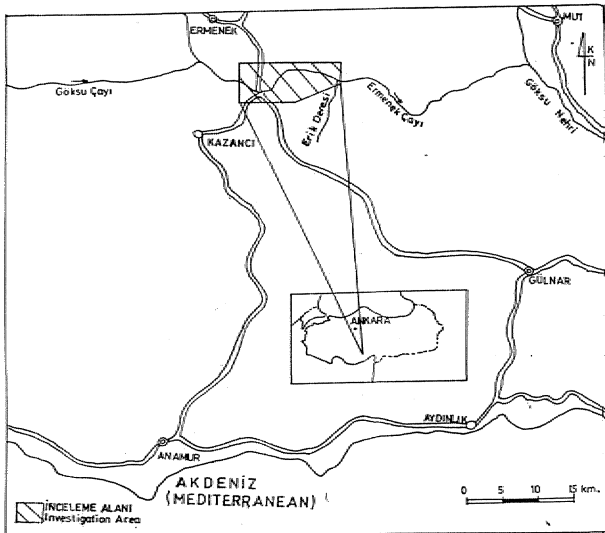 ERMENEK
MUT
K
N
Göksu Çayı
Erik Deresi
Ermenek Çayı
Göksu Nehri
KAZANCI
GÜLNAR
ANKARA
AYDINLIK
ANAMUR
AKDENİZ
(MEDITERRANEAN)
0 5 10 15 km.
İNCELEME ALANI
Investigation Area